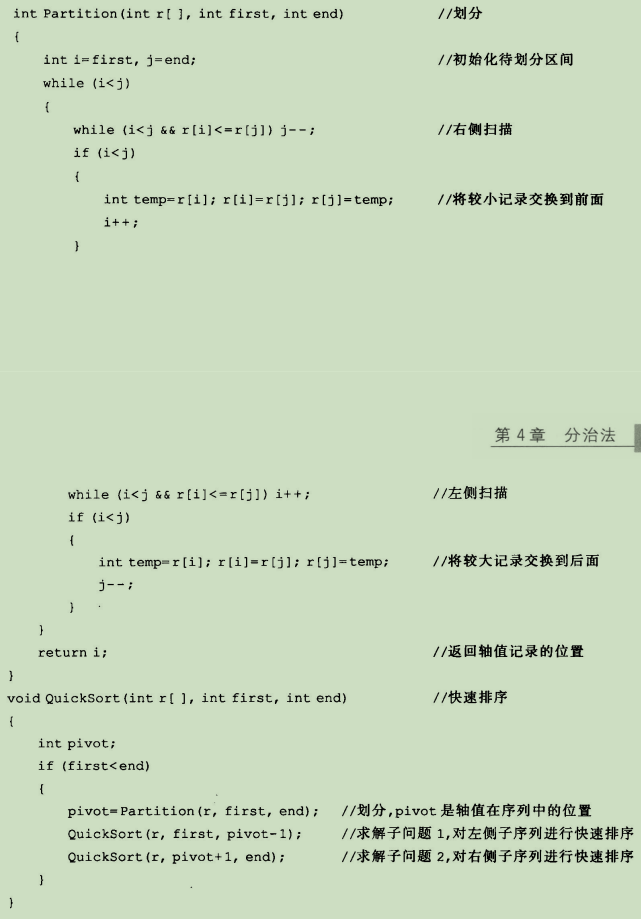 int Partition(int r[ ], int first, int end) //划分
{
int i=first, j=end; //初始化待划分区间
while (i<j)
{
while (i<j && r[i]<=r[j]) j--; //右侧扫描
if (i<j)
{
int temp=r[i]; r[i]=r[j]; r[j]=temp; //将较小记录交换到前面
i++;
}
第4章 分治法
while (i<j && r[i]<=r[j]) i++; //左侧扫描
if (i<j)
{
int temp=r[i]; r[i]=r[j]; r[j]=temp; //将较大记录交换到后面
j--;
}
}
return i; //返回轴值记录的位置
}
void QuickSort(int r[ ], int first, int end) //快速排序
{
int pivot;
if (first<end)
{
pivot=Partition(r, first, end); //划分,pivot是轴值在序列中的位置
QuickSort(r, first, pivot-1); //求解子问题1,对左侧子序列进行快速排序
QuickSort(r, pivot+1, end); //求解子问题2,对右侧子序列进行快速排序
}
}